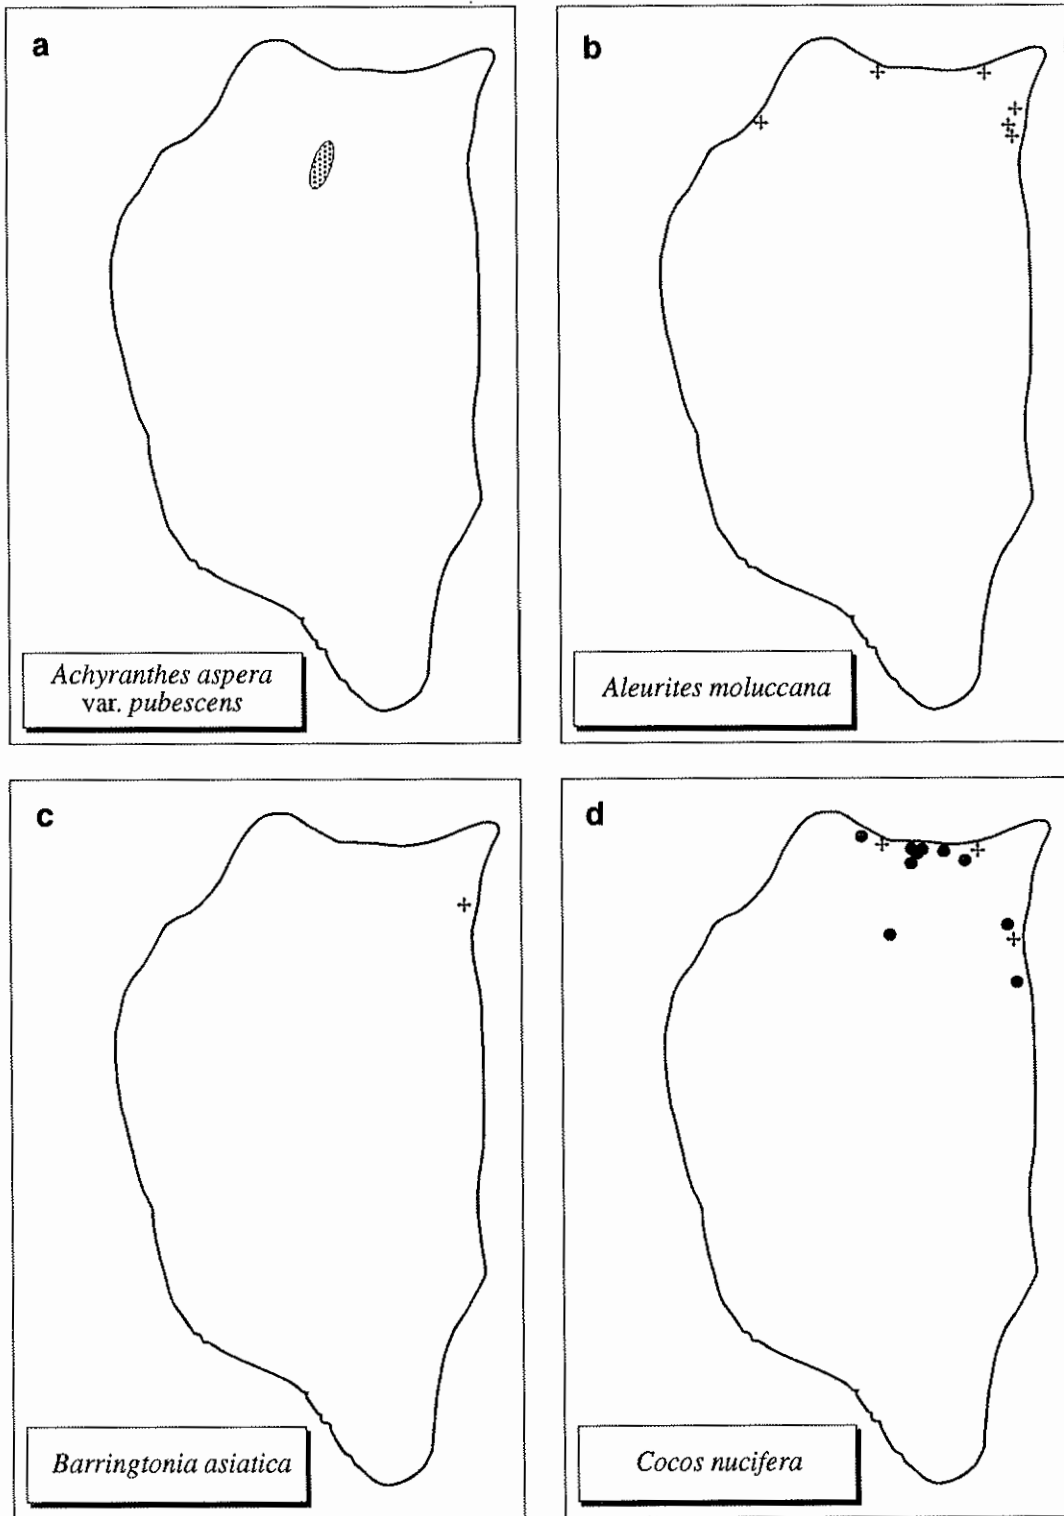 a
Achyranthes aspera
var. pubescens
b
Aleurites moluccana
c
Barringtonia asiatica
d
Cocos nucifera